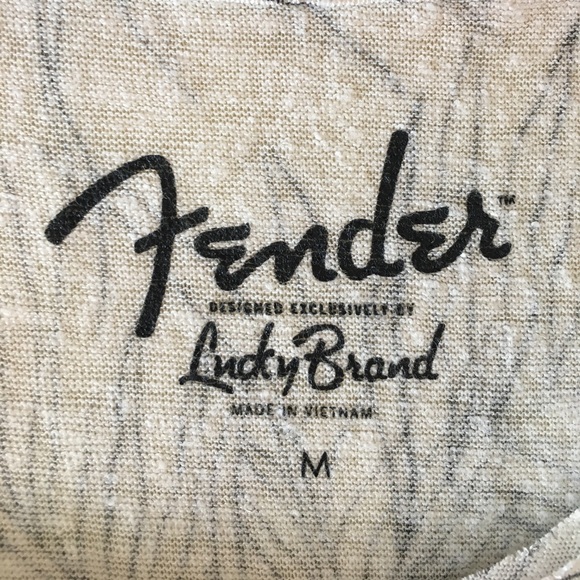 Fender™
DESIGNED EXCLUSIVELY BY
Lucky Brand
MADE IN VIETNAM
M